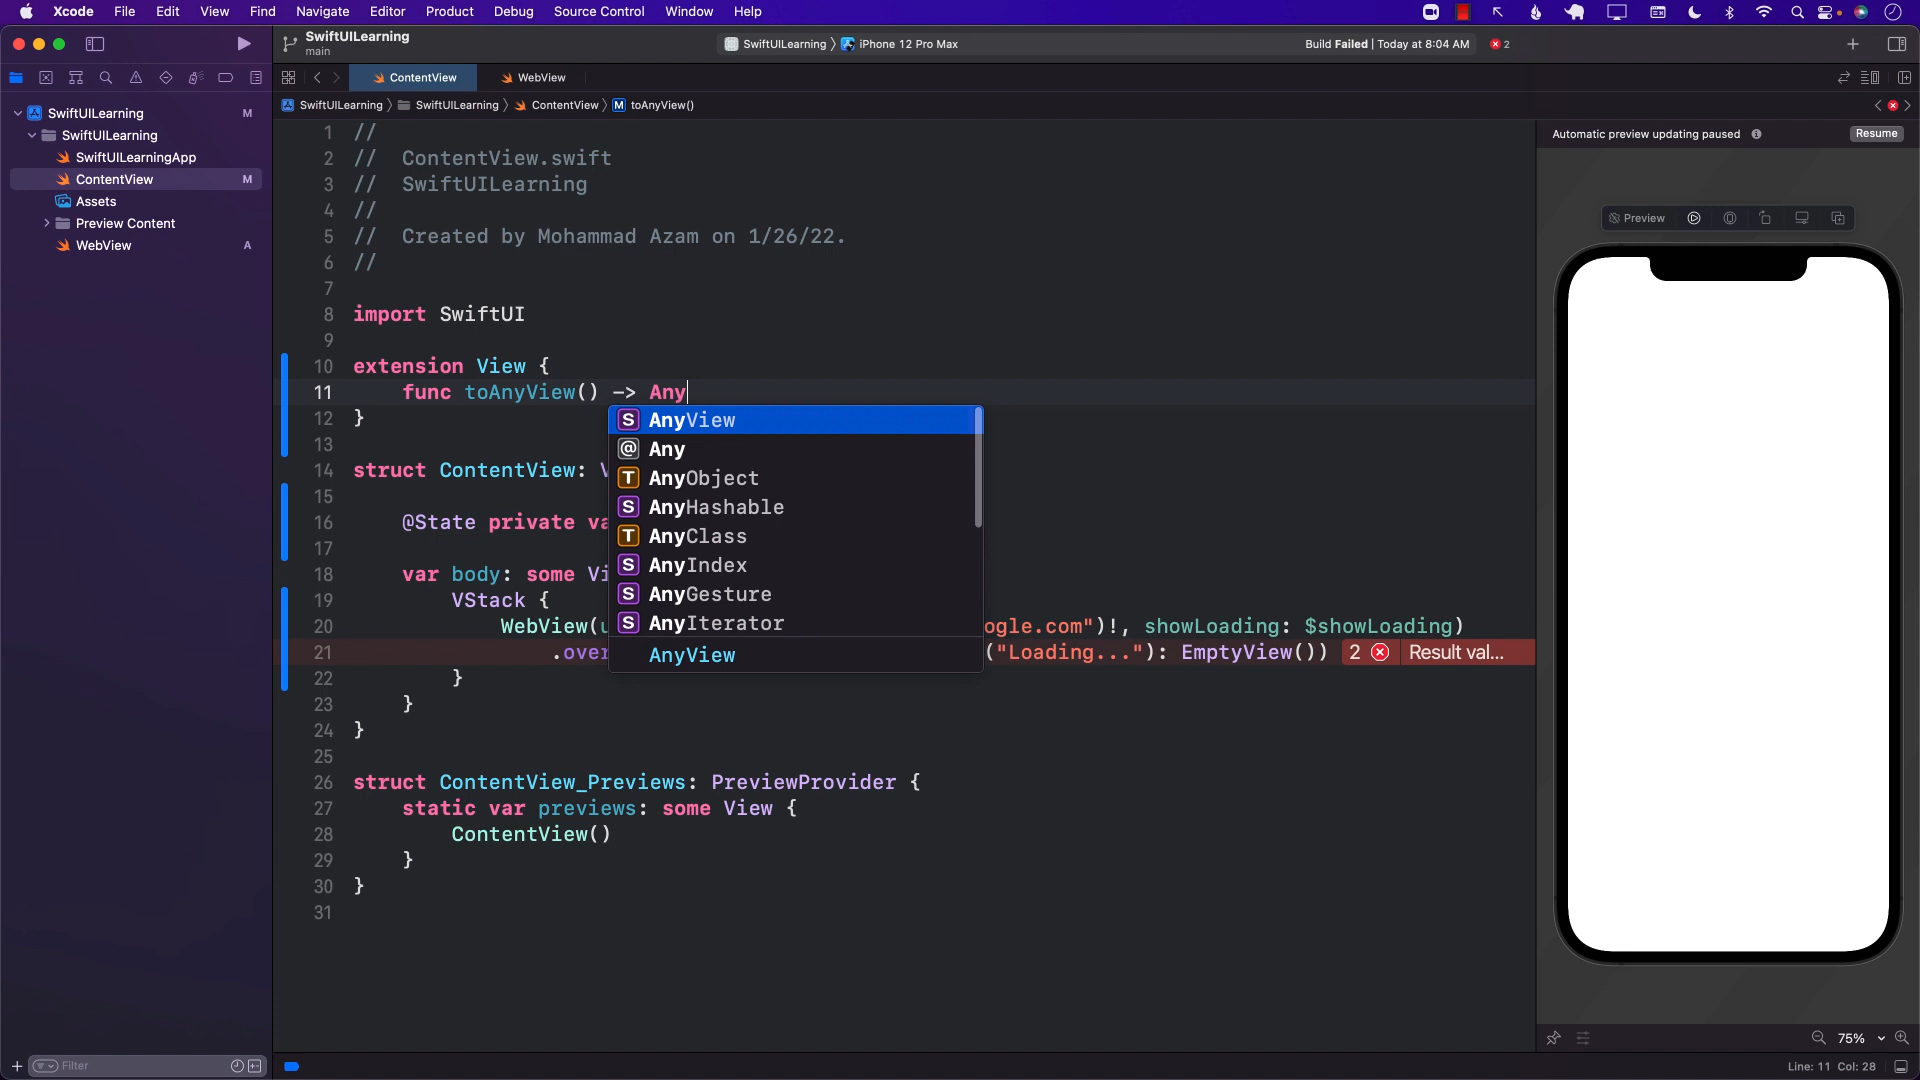 Xcode File Edit View Find Navigate Editor Product Debug Source Control Window Help
SwiftUILearning
main
SwiftUILearning iPhone 12 Pro Max
Build Failed | Today at 8:04 AM
2
ContentView
WebView
SwiftUILearning SwiftUILearning ContentView M toAnyView()
SwiftUILearning M
SwiftUILearning
SwiftUILearningApp
ContentView M
Assets
Preview Content
WebView A
Filter
1 //
2 //  ContentView.swift
3 //  SwiftUILearning
4 //
5 //  Created by Mohammad Azam on 1/26/22.
6 //
7
8 import SwiftUI
9
10 extension View {
11 func toAnyView() -> Any
12 }
13
14 struct ContentView: V
15
16 @State private va
17
18 var body: some Vi
19 VStack {
20 WebView(u ogle.com")!, showLoading: $showLoading)
21 .over ("Loading..."): EmptyView()) 2 Result val...
22 }
23 }
24 }
25
26 struct ContentView_Previews: PreviewProvider {
27 static var previews: some View {
28 ContentView()
29 }
30 }
31
S AnyView
@ Any
T AnyObject
S AnyHashable
T AnyClass
S AnyIndex
S AnyGesture
S AnyIterator
AnyView
Automatic preview updating paused
Resume
Preview
75%
Line: 11 Col: 28